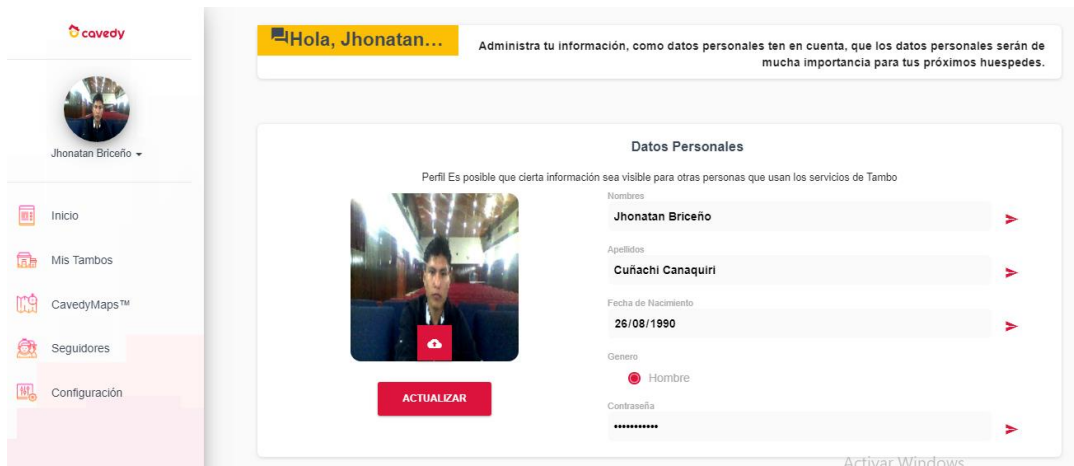 cavedy
Jhonatan Briceño
Inicio
Mis Tambos
CavedyMaps™
Seguidores
Configuración
Hola, Jhonatan...
Administra tu información, como datos personales ten en cuenta, que los datos personales serán de
mucha importancia para tus próximos huespedes.
Datos Personales
Perfil Es posible que cierta información sea visible para otras personas que usan los servicios de Tambo
Nombres
Jhonatan Briceño
Apellidos
Cuñachi Canaquiri
Fecha de Nacimiento
26/08/1990
Genero
Hombre
Contraseña
•••••••••••
ACTUALIZAR
Activar Windows